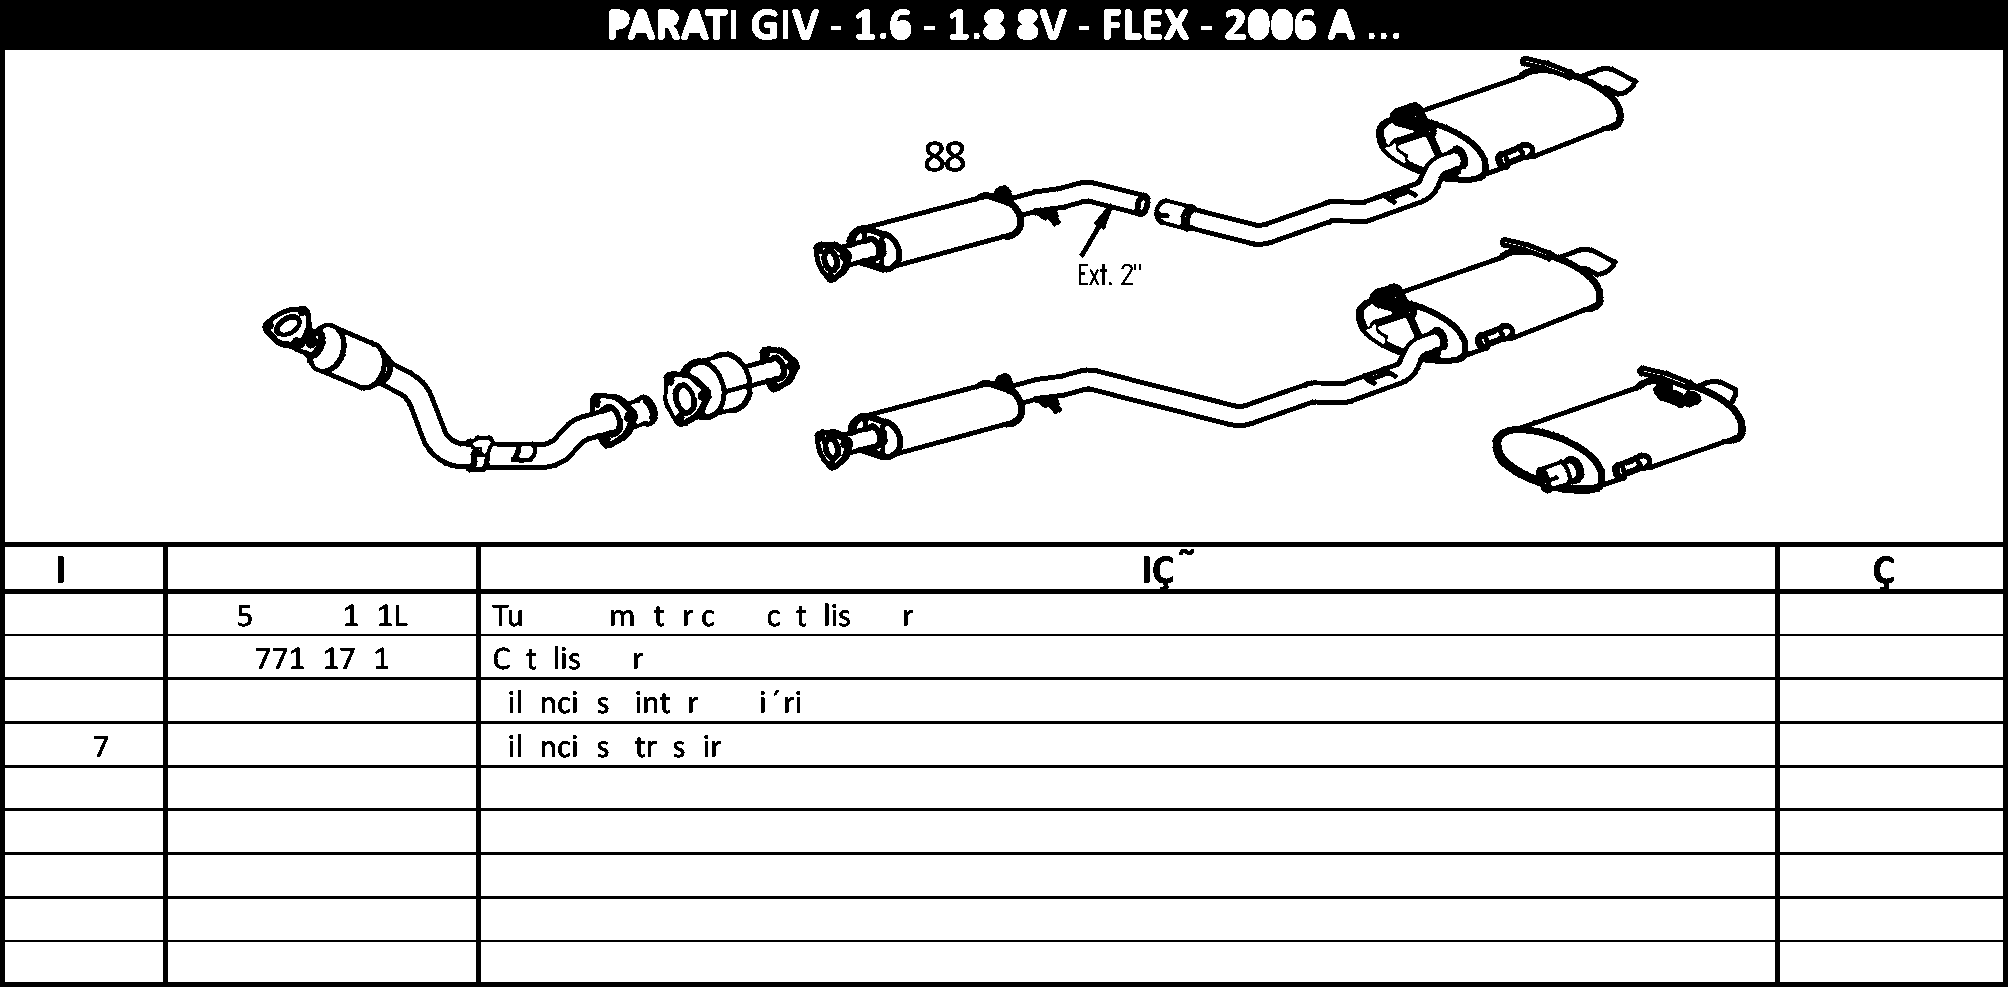 PARATI GIV - 1.6 - 1.8 8V - FLEX - 2006 A ...
88
Ext. 2"
I IÇ˜ Ç
5 1 1L Tu m t r c c t lis r
771 17 1 C t lis r
il nci s int r i´ri
7 il nci s tr s ir